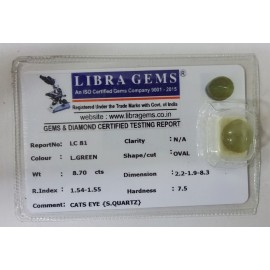 LIBRA GEMS
An ISO Certified Gems Company 9001 - 2015
Registered Under the Trade Marks with Govt. of India
website : www.libragems.co.in
GEMS & DIAMOND CERTIFIED TESTING REPORT
ReportNo: LC 81 Clarity: N/A
Colour: L.GREEN Shape/cut: OVAL
Wt 8.70 cts Dimension : 2.2-1.9-8.3
R.Index : 1.54-1.55 Hardness : 7.5
Comment: CATS EYE {S.QUARTZ}